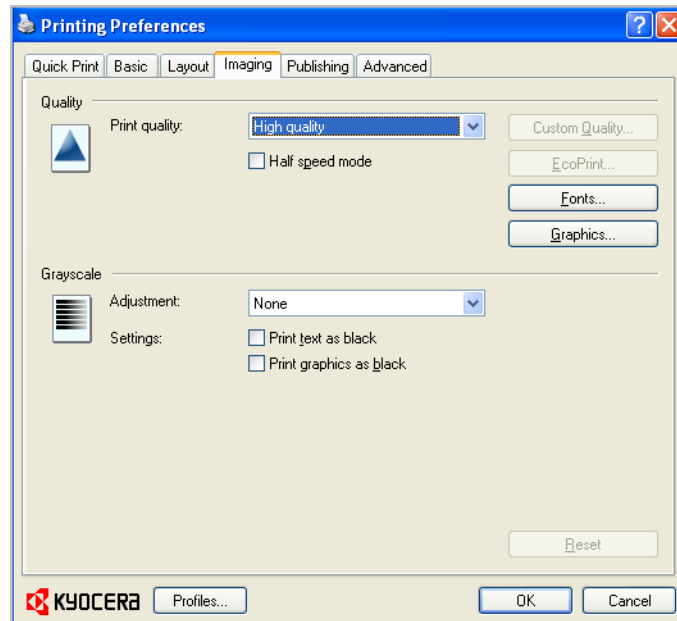 Printing Preferences
Quick Print Basic Layout Imaging Publishing Advanced
Quality
Print quality: High quality Custom Quality...
Half speed mode EcoPrint...
Fonts...
Graphics...
Grayscale
Adjustment: None
Settings: Print text as black
Print graphics as black
Reset
KYOCERA Profiles... OK Cancel